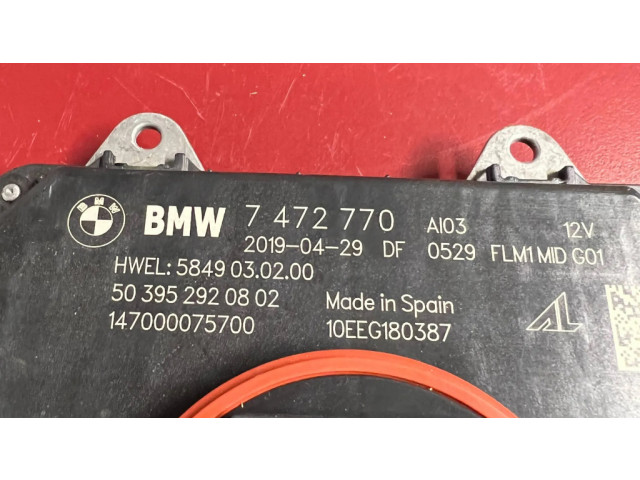 BMW 7 472 770 AI03 12V
2019-04-29 DF 0529 FLM1 MID G01
HWEL: 5849 03.02.00
50 395 292 08 02 Made in Spain
147000075700 10EEG180387
AL